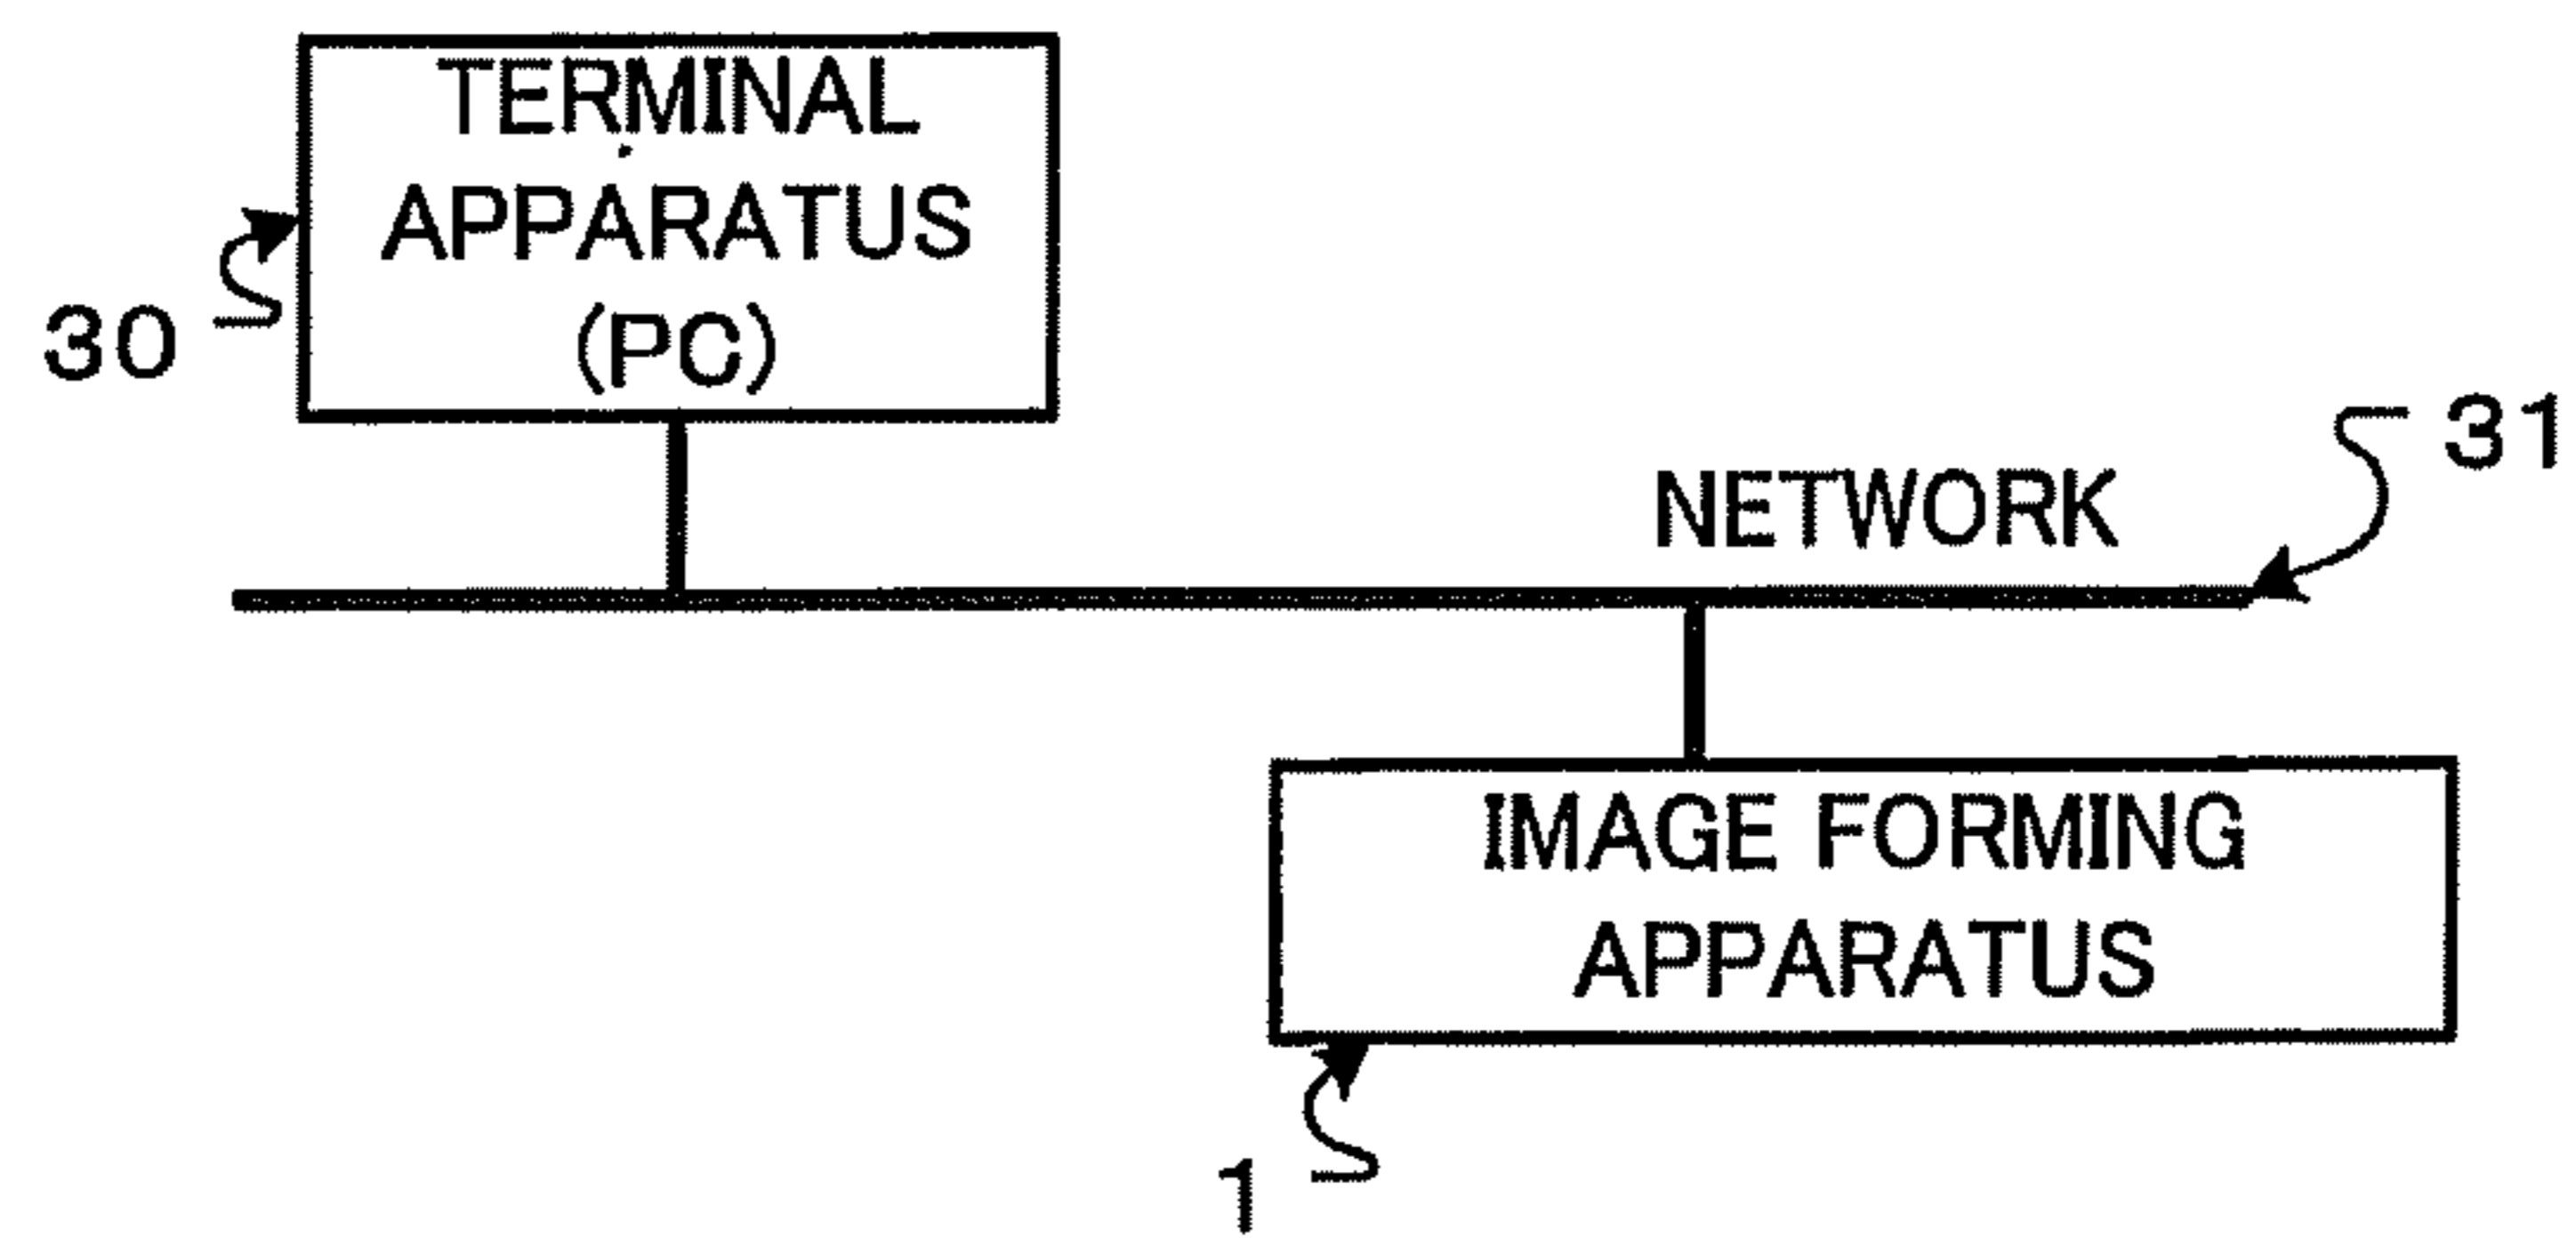 TERMINAL
APPARATUS
(PC)
30
31
NETWORK
IMAGE FORMING
APPARATUS
1